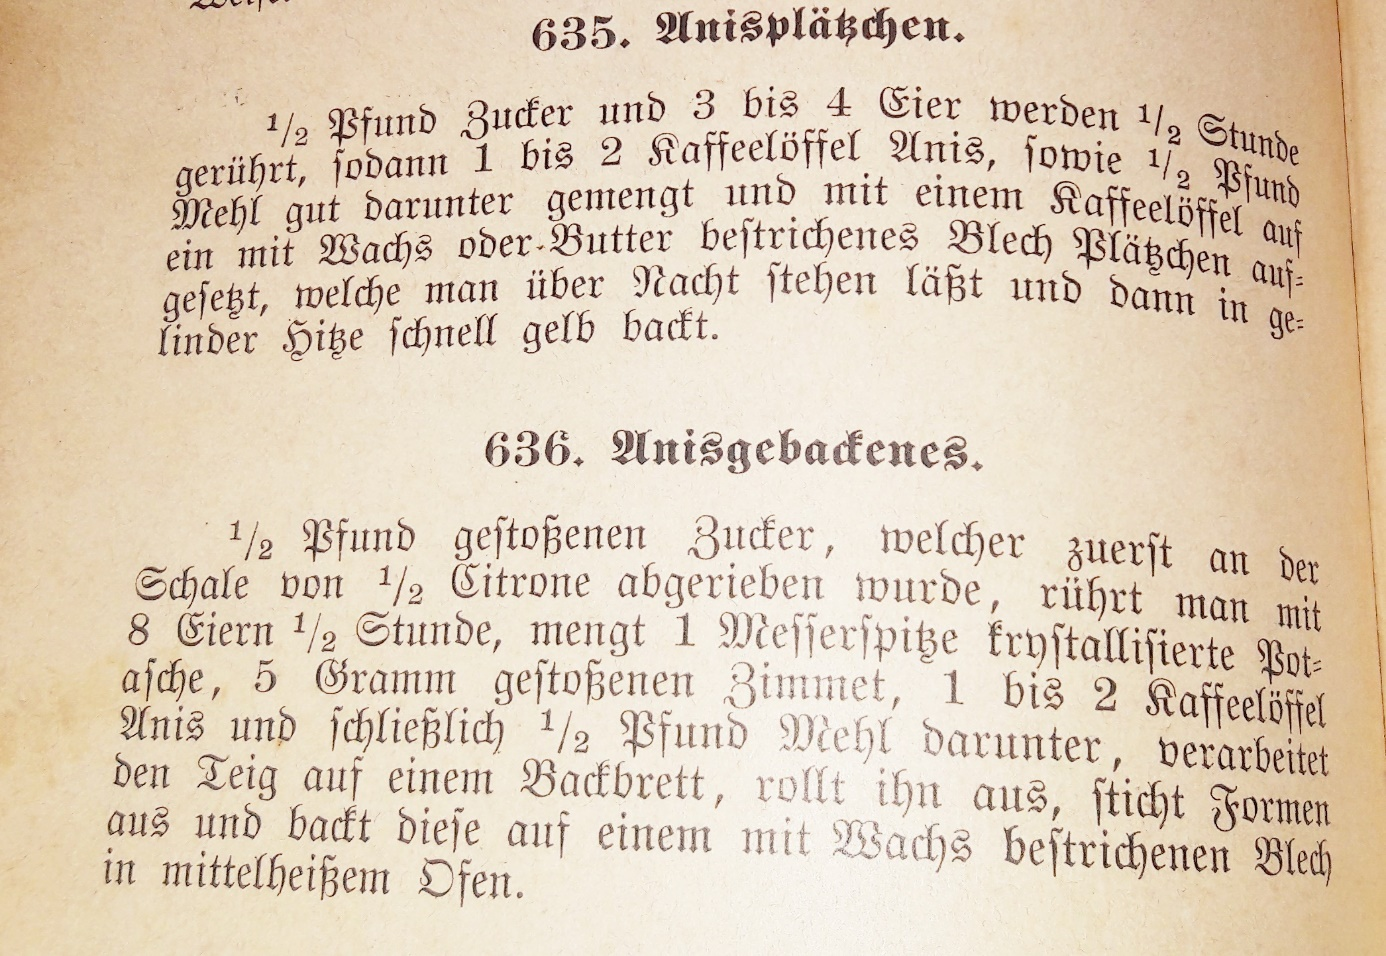 635. Anisplätzchen.
1/2 Pfund Zucker und 3 bis 4 Eier werden 1/2 Stunde
gerührt, sodann 1 bis 2 Kaffeelöffel Anis, sowie 1/2 Pfund
Mehl gut darunter gemengt und mit einem Kaffeelöffel auf
ein mit Wachs oder Butter bestrichenes Blech Plätzchen auf-
gesetzt, welche man über Nacht stehen läßt und dann in ge-
linder Hitze schnell gelb backt.
636. Anisgebackenes.
1/2 Pfund gestoßenen Zucker, welcher zuerst an der
Schale von 1/2 Citrone abgerieben wurde, rührt man mit
8 Eiern 1/2 Stunde, mengt 1 Messerspitze krystallisierte Pot-
asche, 5 Gramm gestoßenen Zimmet, 1 bis 2 Kaffeelöffel
Anis und schließlich 1/2 Pfund Mehl darunter, verarbeitet
den Teig auf einem Backbrett, rollt ihn aus, sticht Formen
aus und backt diese auf einem mit Wachs bestrichenen Blech
in mittelheißem Ofen.